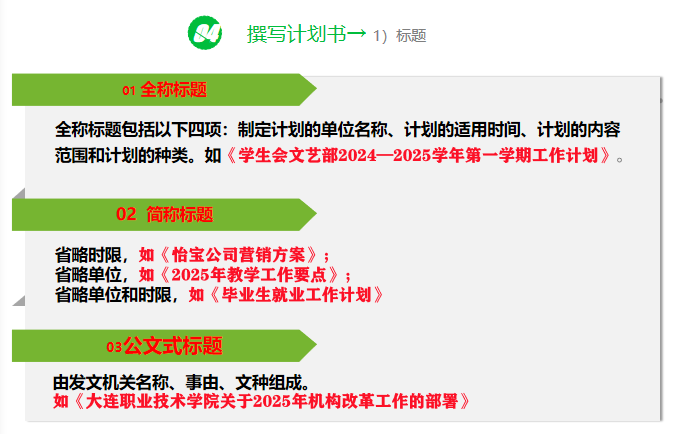 04 撰写计划书→ 1）标题
01 全称标题
全称标题包括以下四项：制定计划的单位名称、计划的适用时间、计划的内容
范围和计划的种类。如《学生会文艺部2024—2025学年第一学期工作计划》。
02 简称标题
省略时限，如《怡宝公司营销方案》；
省略单位，如《2025年教学工作要点》；
省略单位和时限，如《毕业生就业工作计划》
03公文式标题
由发文机关名称、事由、文种组成。
如《大连职业技术学院关于2025年机构改革工作的部署》